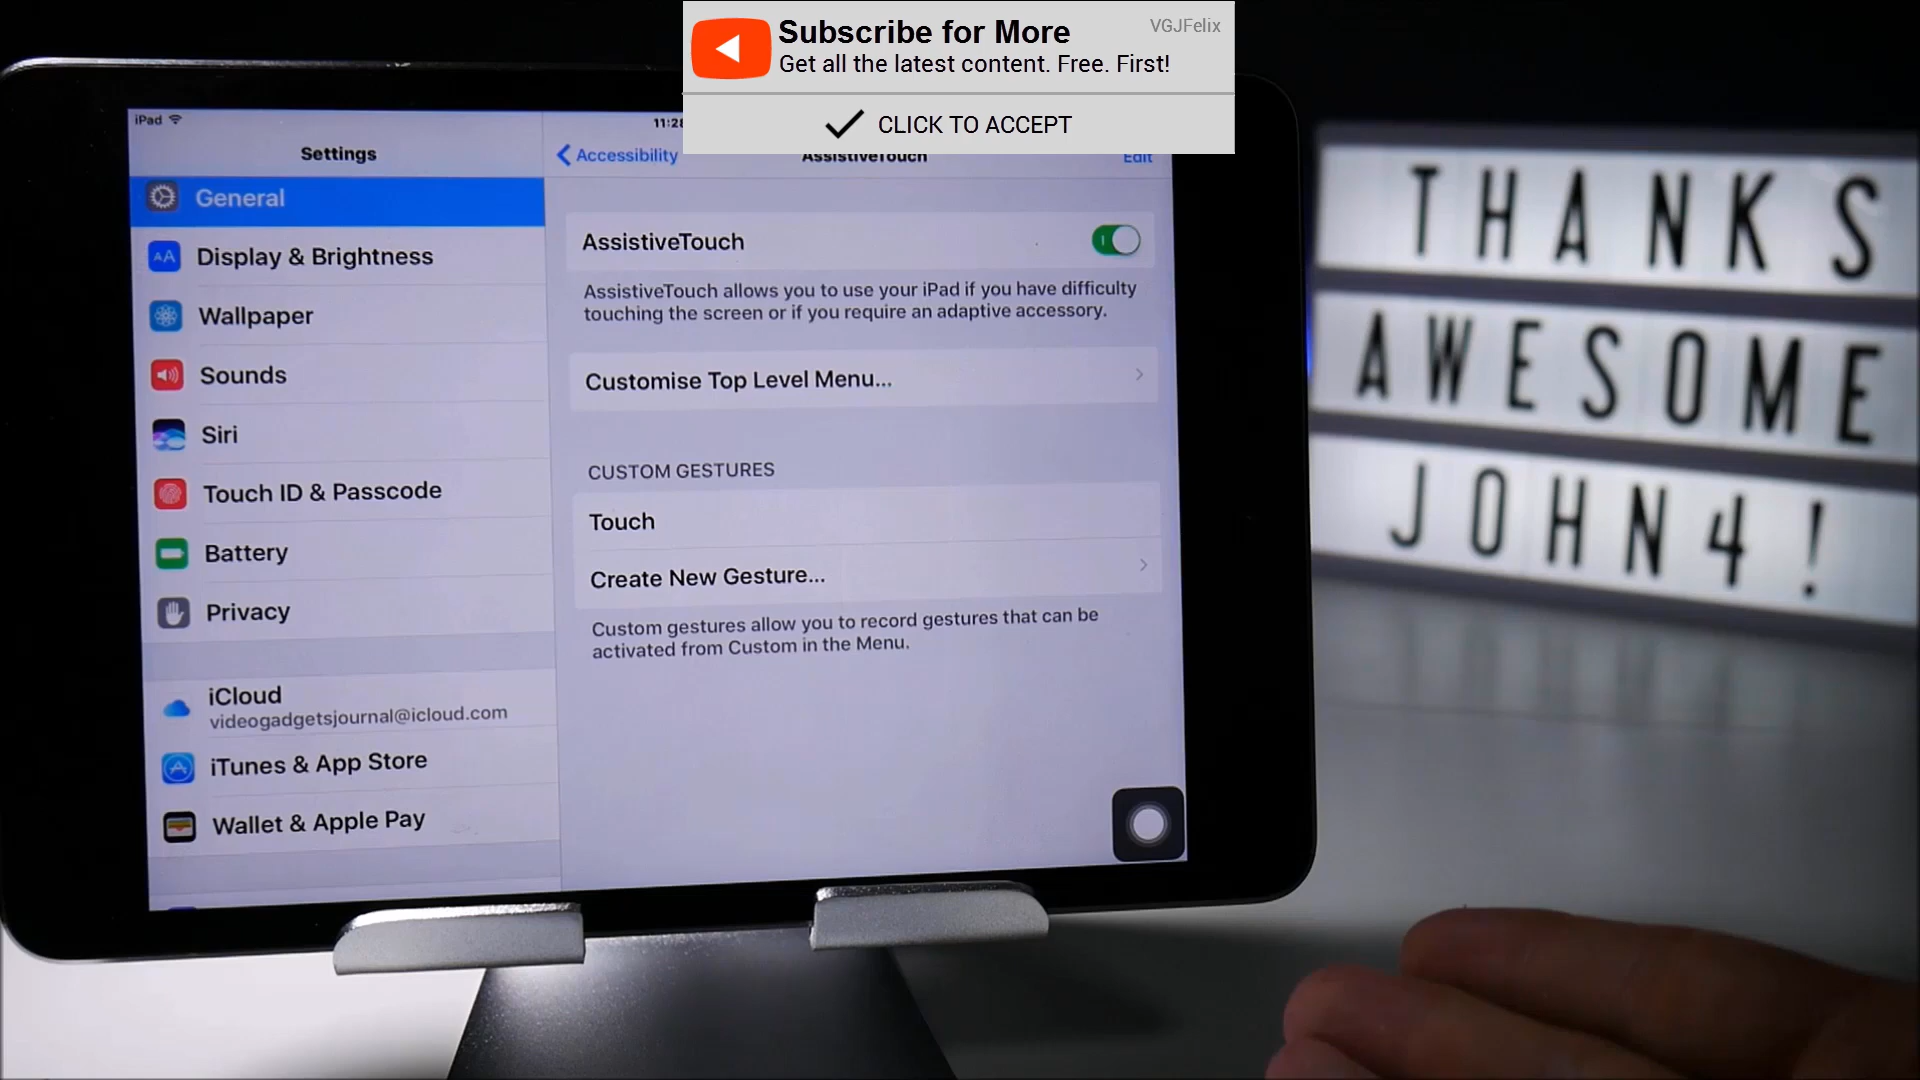 Subscribe for More
VGJFelix
Get all the latest content. Free. First!
CLICK TO ACCEPT
iPad
11:28
Settings
Accessibility
AssistiveTouch
Edit
General
Display & Brightness
Wallpaper
Sounds
Siri
Touch ID & Passcode
Battery
Privacy
iCloud
videogadgetsjournal@icloud.com
iTunes & App Store
Wallet & Apple Pay
AssistiveTouch
AssistiveTouch allows you to use your iPad if you have difficulty
touching the screen or if you require an adaptive accessory.
Customise Top Level Menu...
CUSTOM GESTURES
Touch
Create New Gesture...
Custom gestures allow you to record gestures that can be
activated from Custom in the Menu.
THANKS
AWESOME
JOHN4!